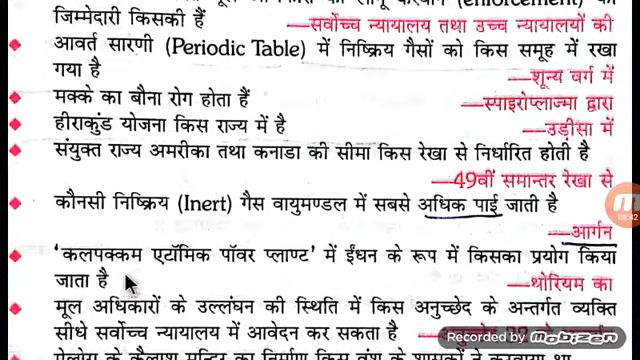 जिम्मेदारी किसकी हैं —सर्वोच्च न्यायालय तथा उच्च न्यायालयों की
आवर्त सारणी (Periodic Table) में निष्क्रिय गैसों को किस समूह में रखा
गया है —शून्य वर्ग में
मक्के का बौना रोग होता हैं —स्पाइरोप्लाज्मा द्वारा
हीराकुंड योजना किस राज्य में है —उड़ीसा में
संयुक्त राज्य अमरीका तथा कनाडा की सीमा किस रेखा से निर्धारित होती है
—49वीं समान्तर रेखा से
कौनसी निष्क्रिय (Inert) गैस वायुमण्डल में सबसे अधिक पाई जाती है
08:42
—आर्गन
'कलपक्कम एटॉमिक पॉवर प्लाण्ट' में ईंधन के रूप में किसका प्रयोग किया
जाता है —थोरियम का
मूल अधिकारों के उल्लंघन की स्थिति में किस अनुच्छेद के अन्तर्गत व्यक्ति
सीधे सर्वोच्च न्यायालय में आवेदन कर सकता है
Recorded by mobizen